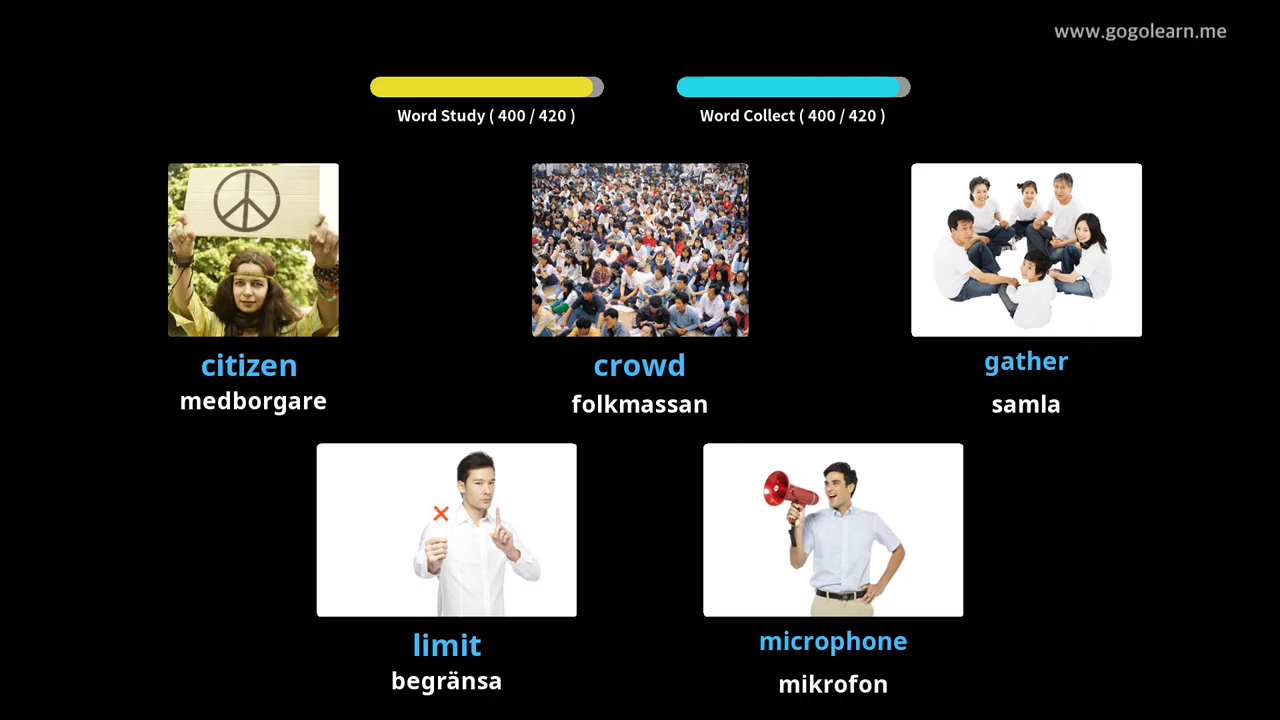 www.gogolearn.me
Word Study ( 400 / 420 )
Word Collect ( 400 / 420 )
citizen
medborgare
crowd
folkmassan
gather
samla
limit
begränsa
microphone
mikrofon